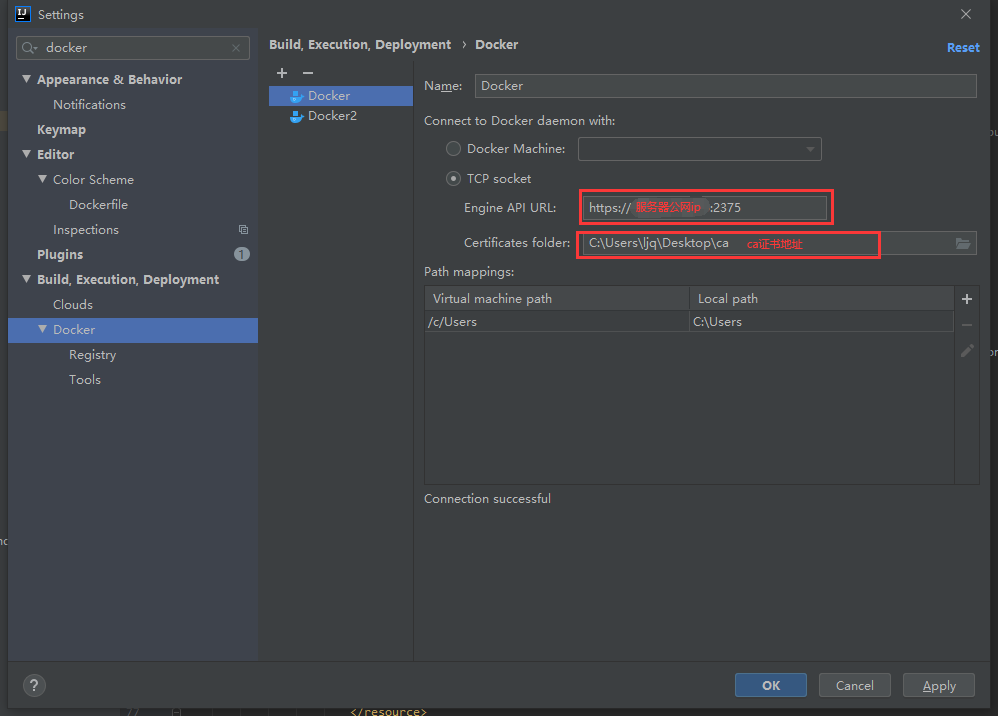 Settings
docker
Build, Execution, Deployment › Docker
Reset
Appearance & Behavior
Notifications
Keymap
Editor
Color Scheme
Dockerfile
Inspections
Plugins
1
Build, Execution, Deployment
Clouds
Docker
Registry
Tools
Docker
Docker2
Name: Docker
Connect to Docker daemon with:
Docker Machine:
TCP socket
Engine API URL: https:// 服务器公网ip :2375
Certificates folder: C:\Users\ljq\Desktop\ca ca证书地址
Path mappings:
Virtual machine path Local path
/c/Users C:\Users
Connection successful
?
OK Cancel Apply
77 </resource>